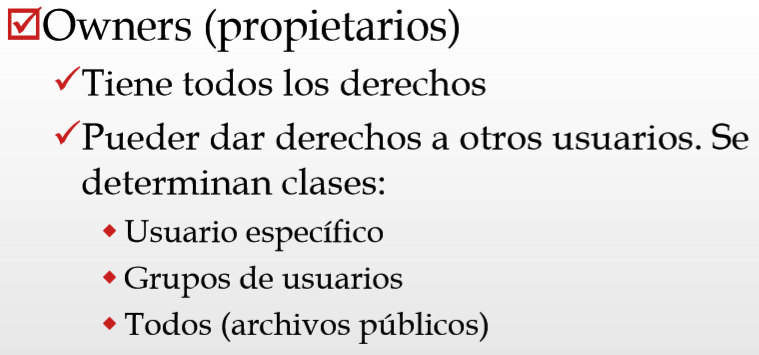 Owners (propietarios)
Tiene todos los derechos
Pueder dar derechos a otros usuarios. Se
determinan clases:
Usuario específico
Grupos de usuarios
Todos (archivos públicos)